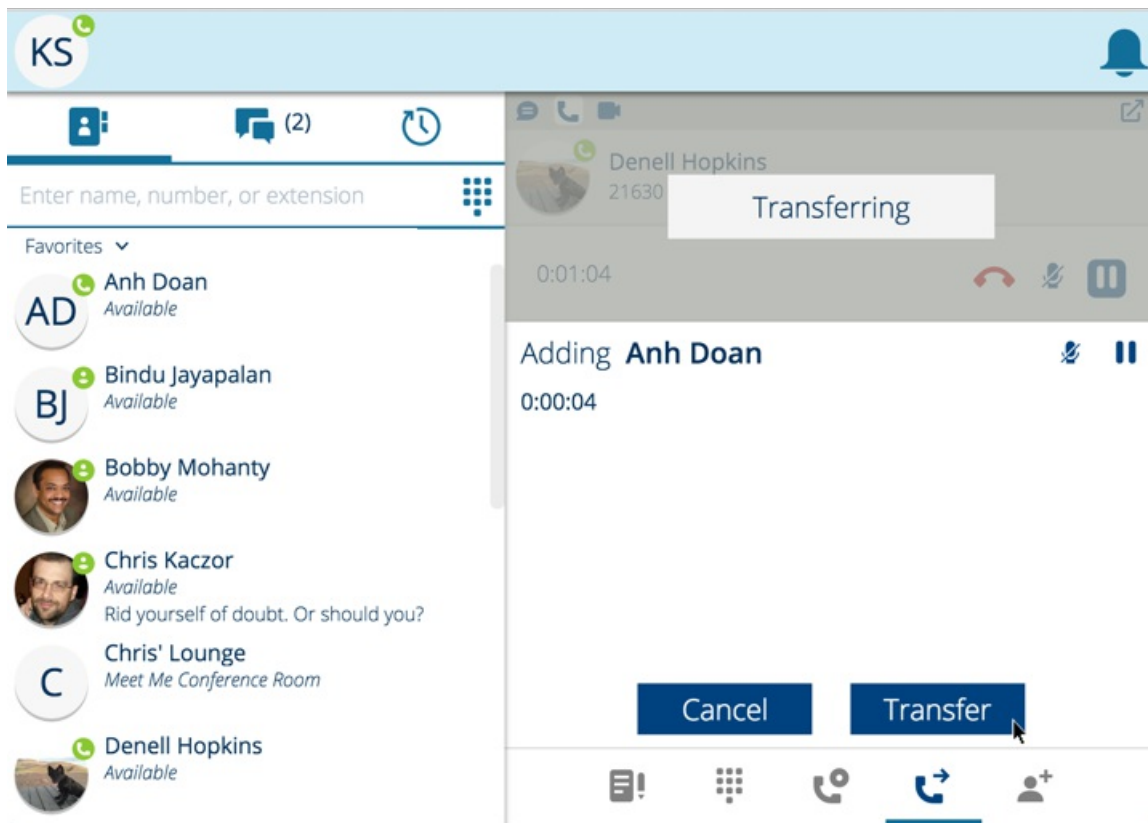 KS
(2)
Enter name, number, or extension
Favorites
AD
Anh Doan
Available
BJ
Bindu Jayapalan
Available
Bobby Mohanty
Available
Chris Kaczor
Available
Rid yourself of doubt. Or should you?
C
Chris' Lounge
Meet Me Conference Room
Denell Hopkins
Available
Denell Hopkins
21630
Transferring
0:01:04
Adding Anh Doan
0:00:04
Cancel
Transfer